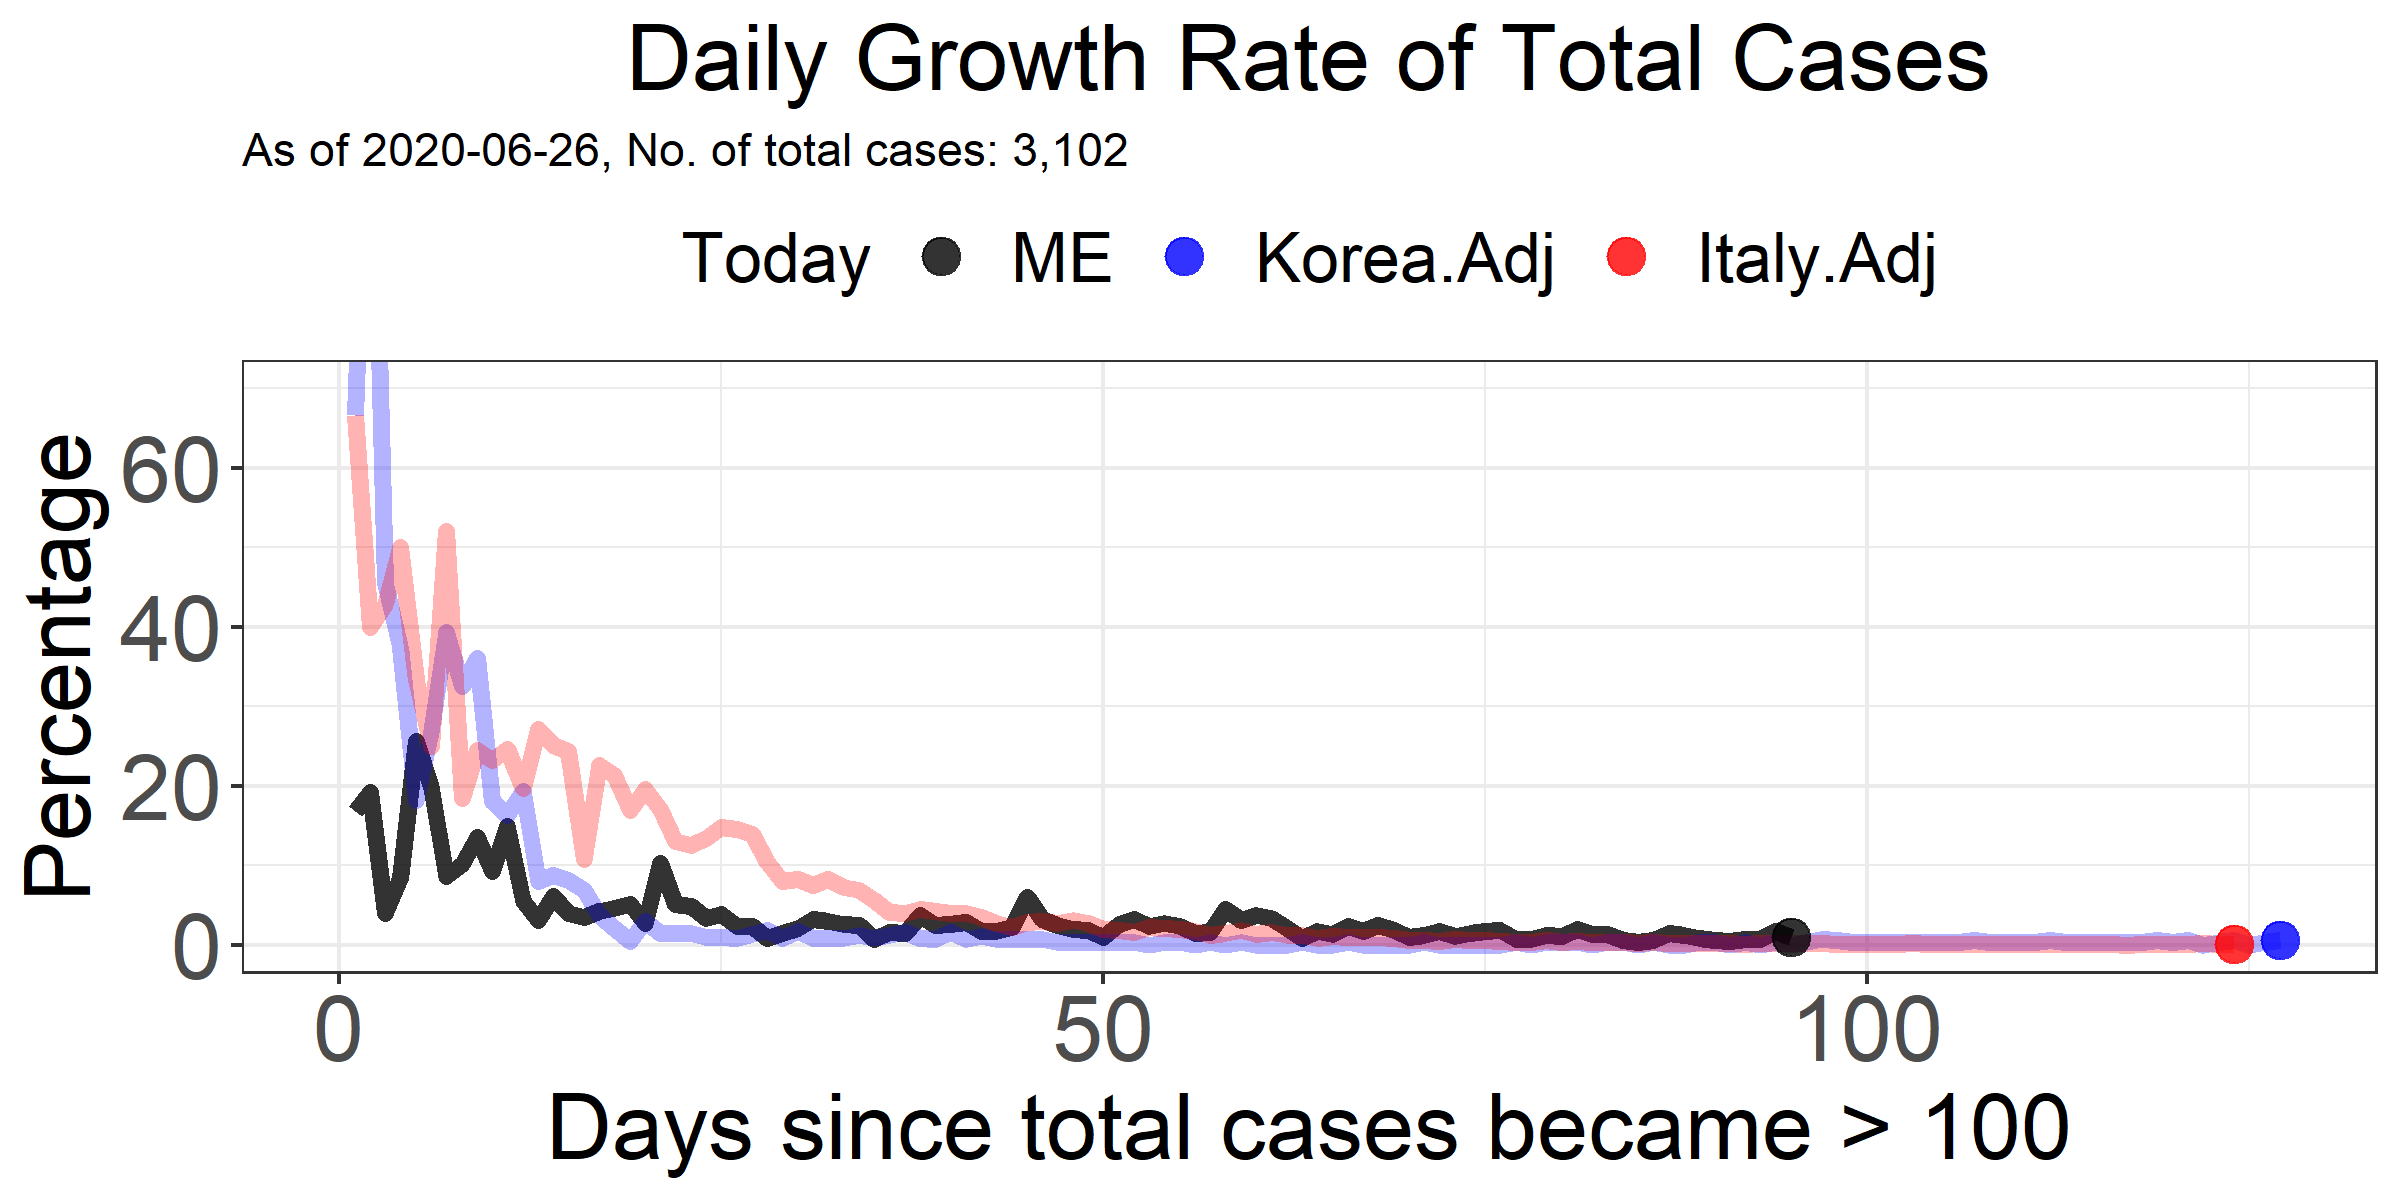 Daily Growth Rate of Total Cases
As of 2020-06-26, No. of total cases: 3,102
Today ME Korea.Adj Italy.Adj
Percentage
60
40
20
0
0 50 100
Days since total cases became > 100